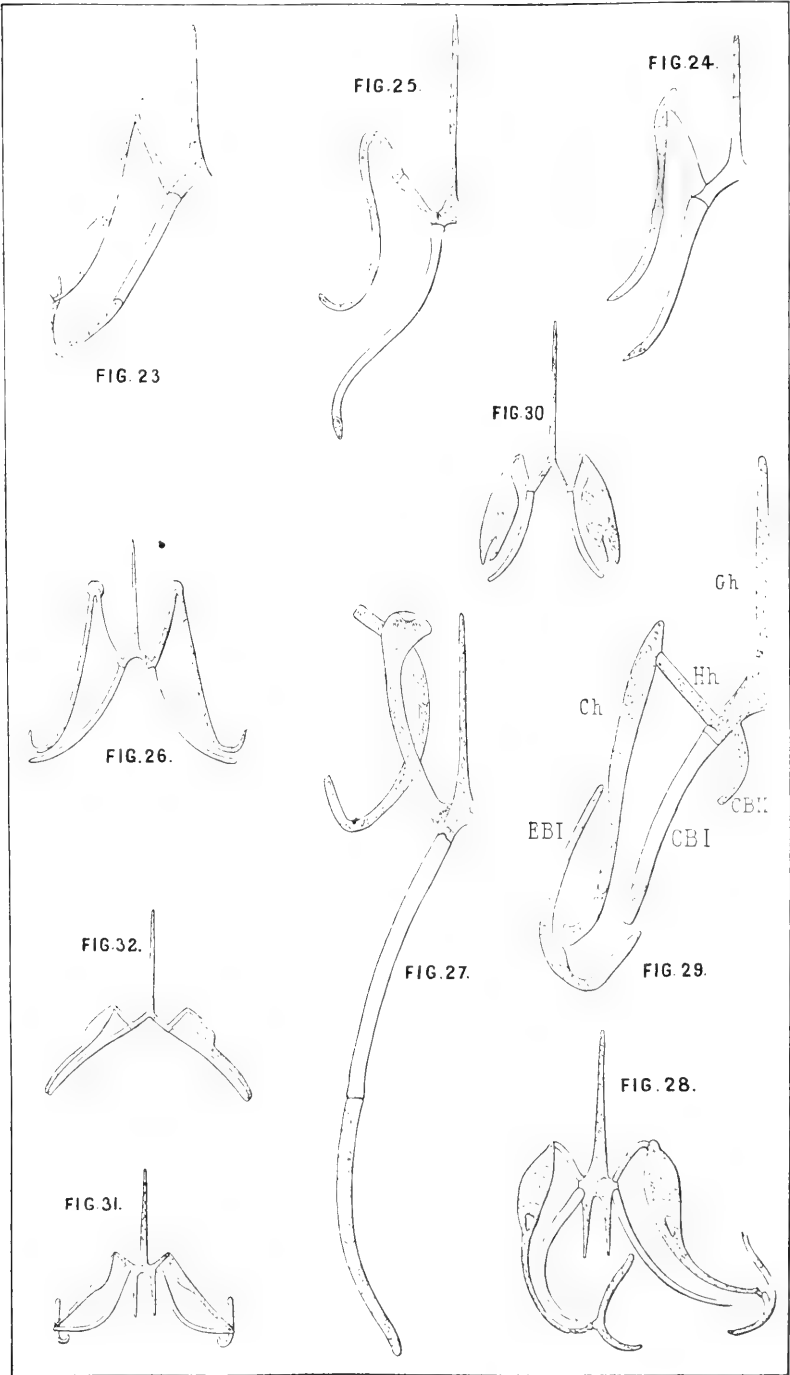 FIG. 25.
FIG. 24.
FIG. 23
FIG. 30
Gh
Hh
Ch
CBII
EBI
CBI
FIG. 26.
FIG. 32.
FIG. 27.
FIG. 29.
FIG. 28.
FIG. 31.